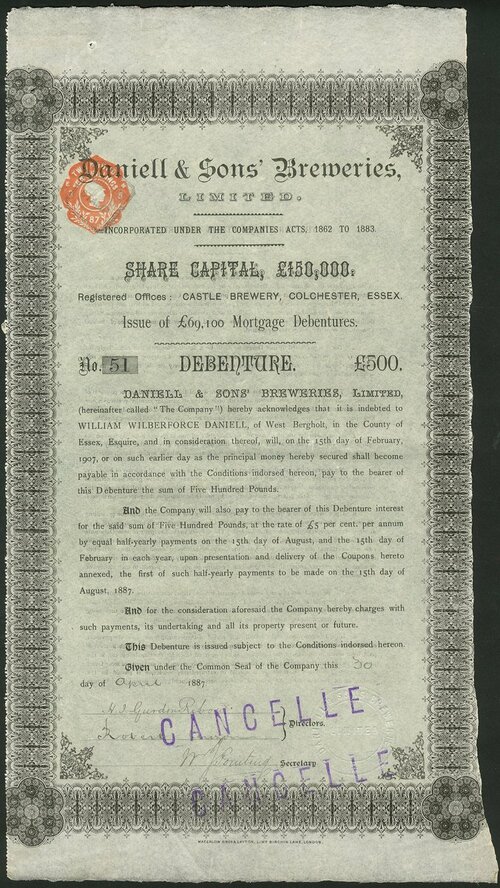 Daniell & Sons' Breweries,
LIMITED.
INCORPORATED UNDER THE COMPANIES ACTS, 1862 TO 1883.
SHARE CAPITAL, £150,000.
Registered Offices: CASTLE BREWERY, COLCHESTER, ESSEX.
Issue of £69,100 Mortgage Debentures.
No. 51 DEBENTURE. £500.
DANIELL & SONS' BREWERIES, LIMITED,
(hereinafter called "The Company") hereby acknowledges that it is indebted to
WILLIAM WILBERFORCE DANIELL, of West Bergholt, in the County of
Essex, Esquire, and in consideration thereof, will, on the 15th day of February,
1907, or on such earlier day as the principal money hereby secured shall become
payable in accordance with the Conditions indorsed hereon, pay to the bearer of
this Debenture the sum of Five Hundred Pounds.
And the Company will also pay to the bearer of this Debenture interest
for the said sum of Five Hundred Pounds, at the rate of £5 per cent. per annum
by equal half-yearly payments on the 15th day of August, and the 15th day of
February in each year, upon presentation and delivery of the Coupons hereto
annexed, the first of such half-yearly payments to be made on the 15th day of
August, 1887.
And for the consideration aforesaid the Company hereby charges with
such payments, its undertaking and all its property present or future.
This Debenture is issued subject to the Conditions indorsed hereon.
Given under the Common Seal of the Company this 30
day of April 1887.
Directors.
CANCELLE
Robert
Secretary
CANCELLE
WATERLOW BROS & LAYTON, LIMD BIRCHIN LANE, LONDON.